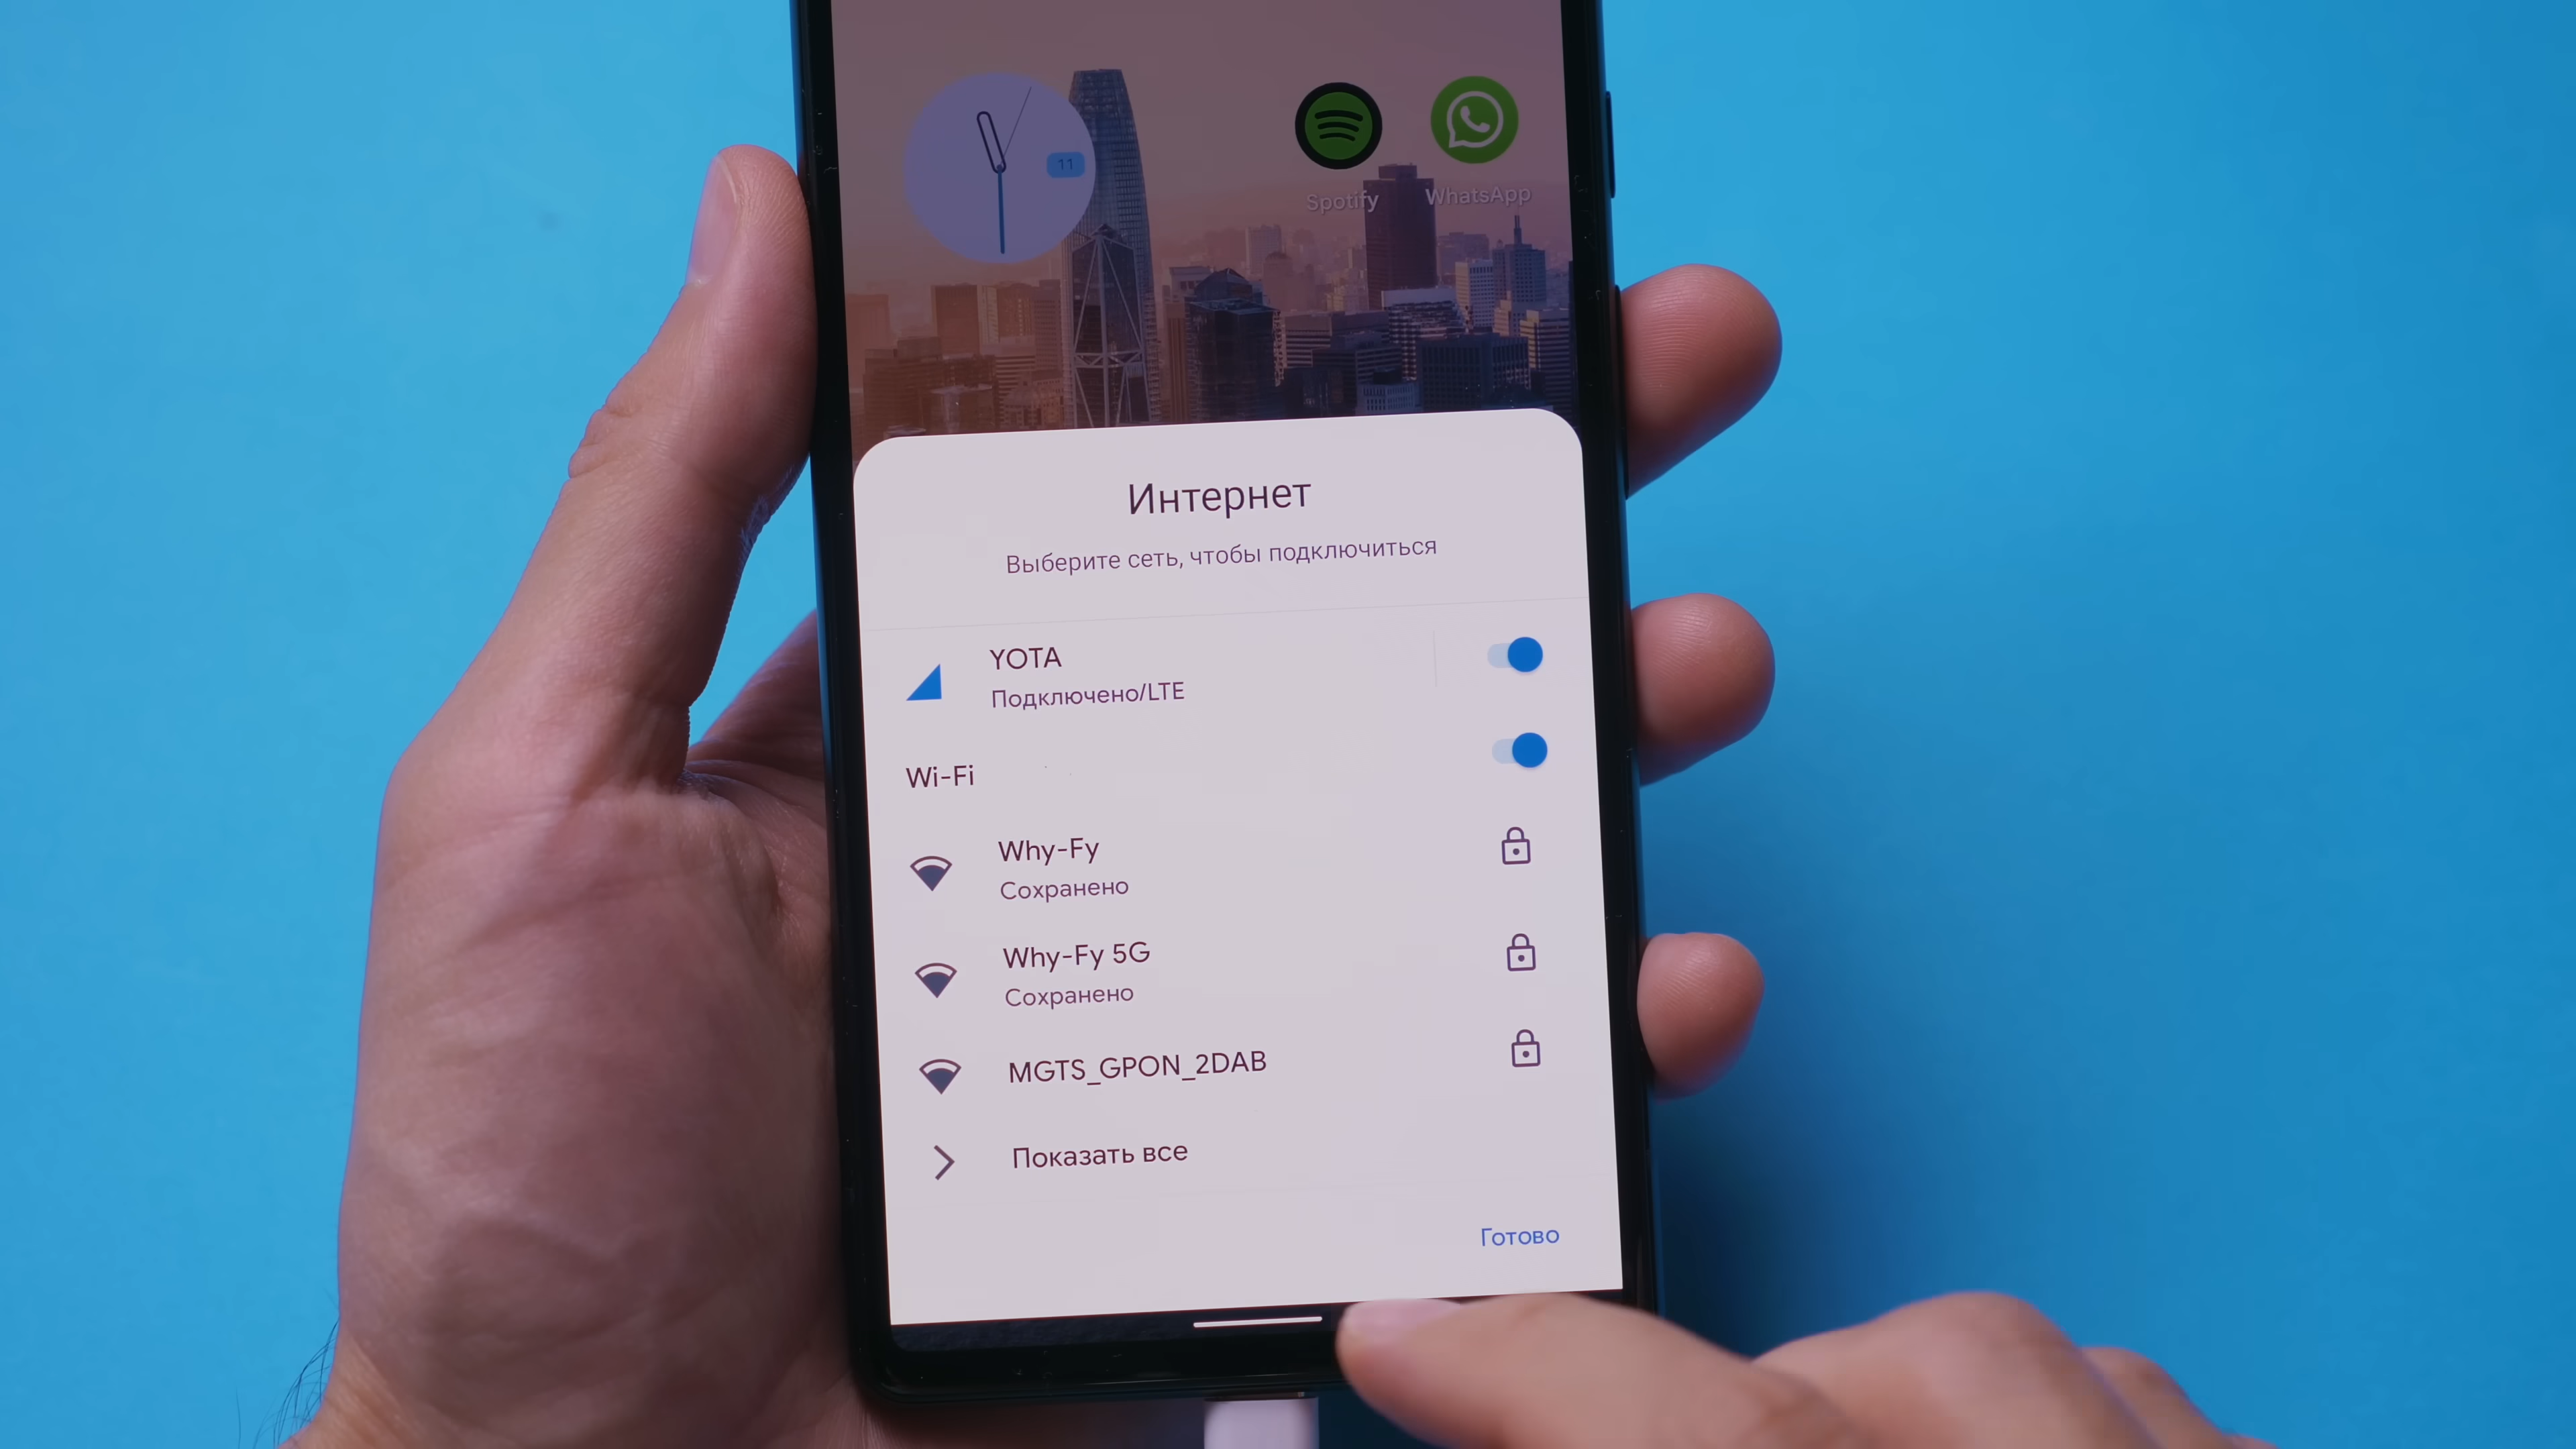 11
Spotify
WhatsApp
Интернет
Выберите сеть, чтобы подключиться
YOTA
Подключено/LTE
Wi-Fi
Why-Fy
Сохранено
Why-Fy 5G
Сохранено
MGTS_GPON_2DAB
Показать все
Готово